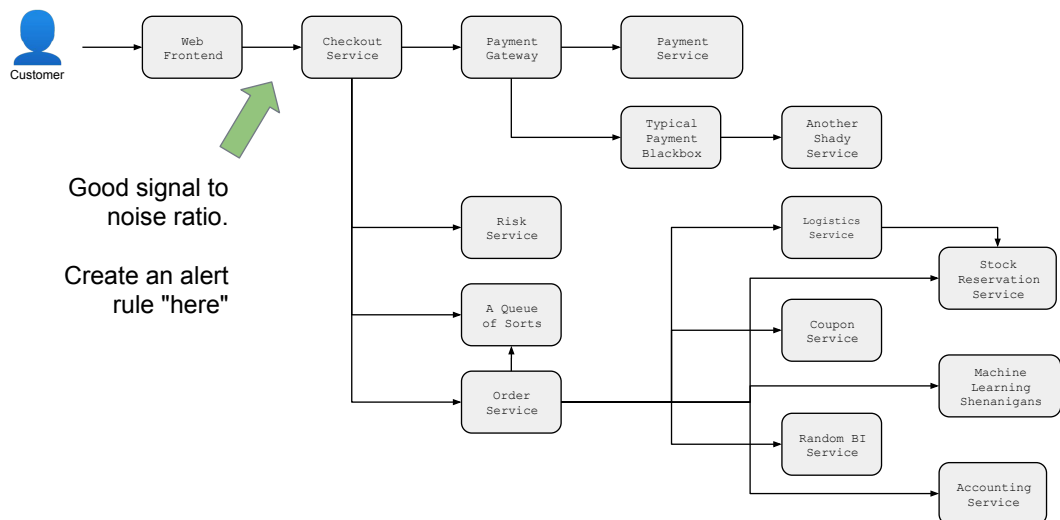 Customer
Web
Frontend
Checkout
Service
Payment
Gateway
Payment
Service
Typical
Payment
Blackbox
Another
Shady
Service
Good signal to
noise ratio.
Create an alert
rule "here"
Risk
Service
Logistics
Service
Stock
Reservation
Service
A Queue
of Sorts
Coupon
Service
Order
Service
Machine
Learning
Shenanigans
Random BI
Service
Accounting
Service